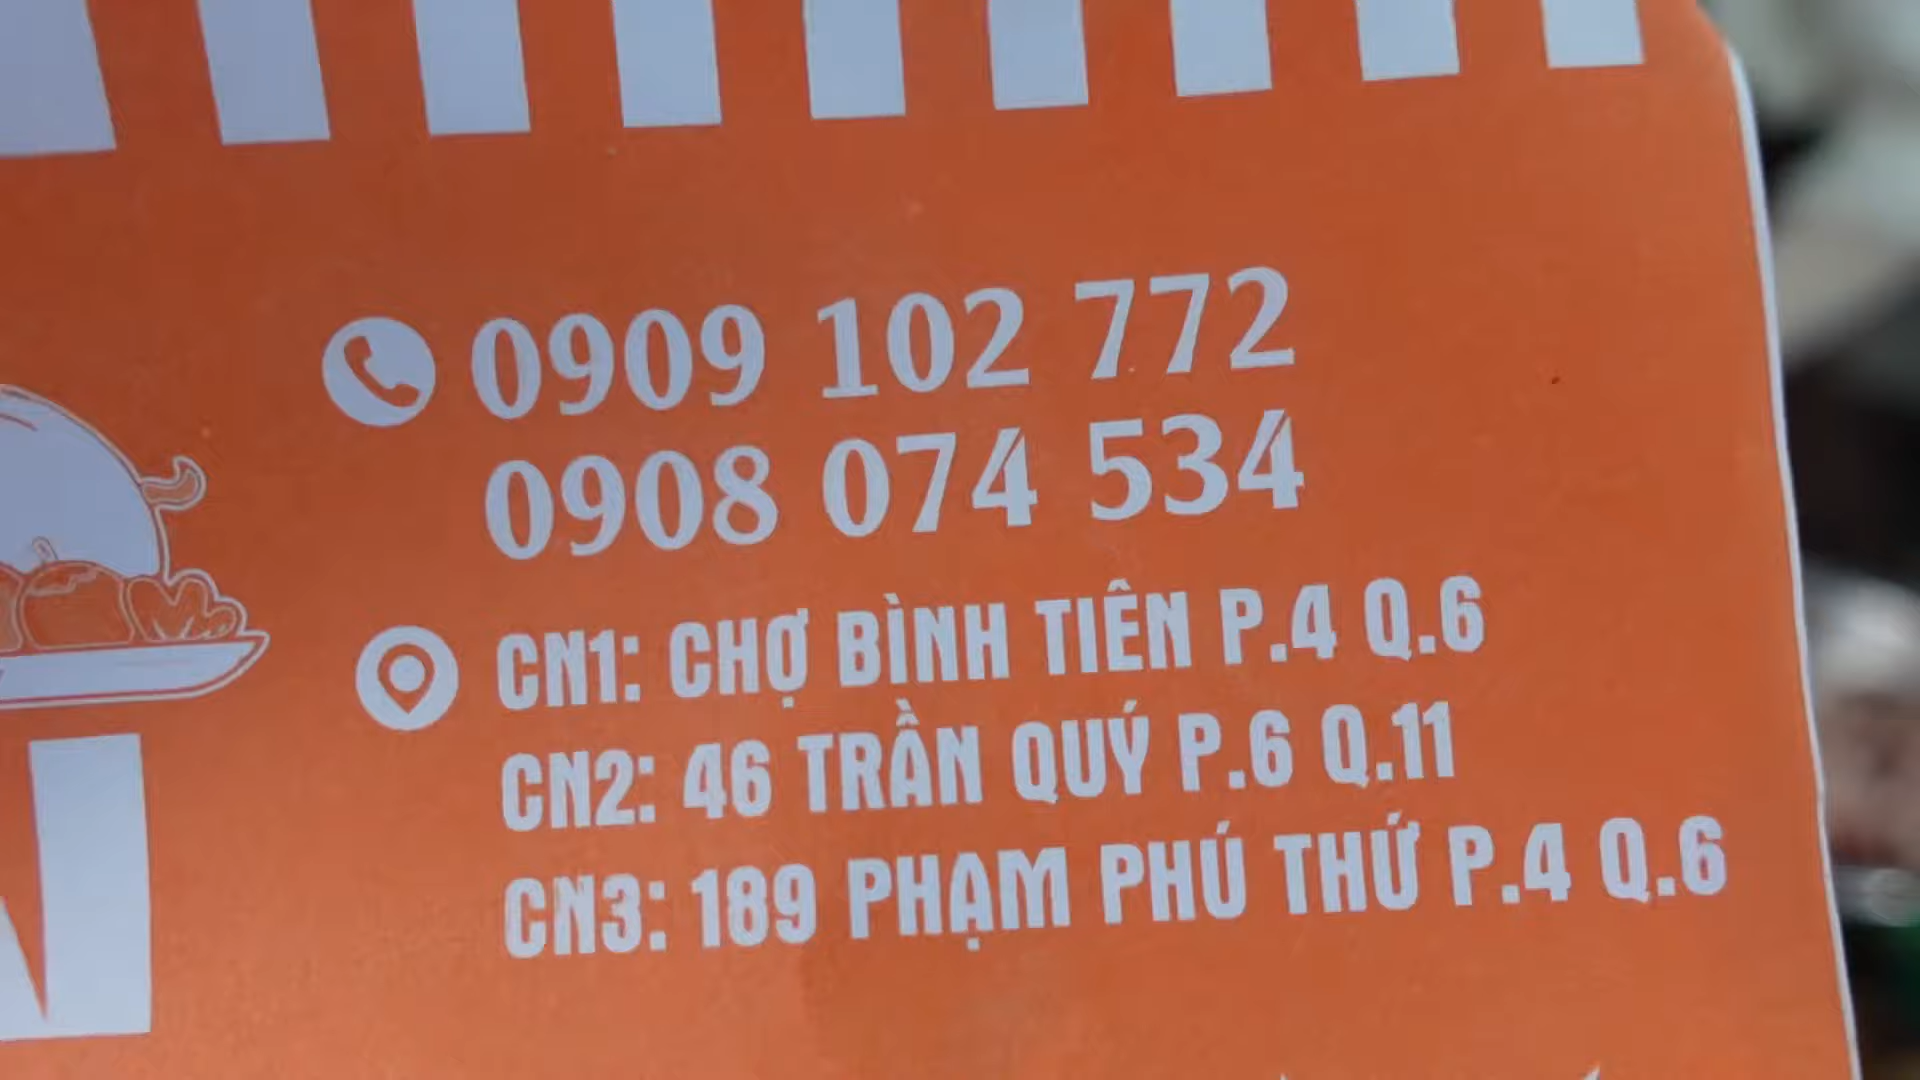 0909 102 772
0908 074 534
CN1: CHỢ BÌNH TIÊN P.4 Q.6
CN2: 46 TRẦN QUÝ P.6 Q.11
CN3: 189 PHẠM PHÚ THỨ P.4 Q.6